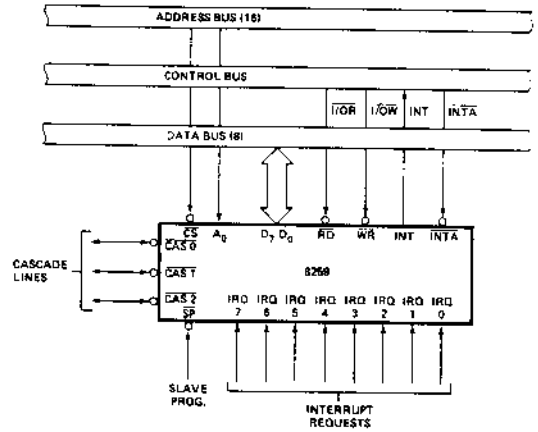 ADDRESS BUS (16)
CONTROL BUS
I/OR I/OW INT INTA
DATA BUS (8)
CS A0 D7 D0 RD WR INT INTA
CAS 0
CASCADE LINES
CAS 1
8259
CAS 2
SP
IRQ 7 IRQ 6 IRQ 5 IRQ 4 IRQ 3 IRQ 2 IRQ 1 IRQ 0
SLAVE PROG.
INTERRUPT REQUESTS